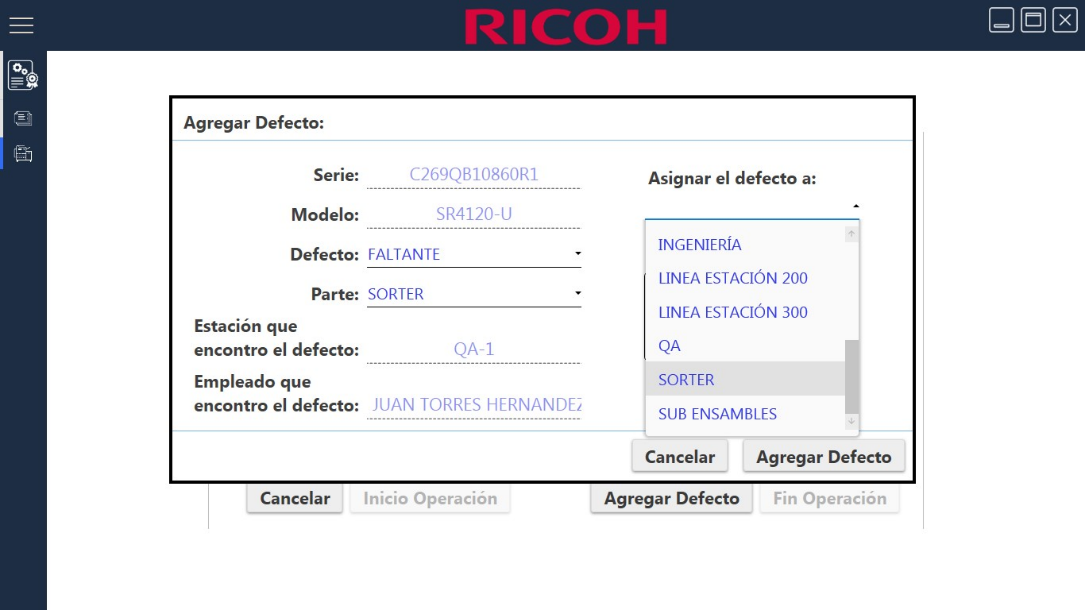 RICOH
Agregar Defecto:
Serie: C269QB10860R1
Modelo: SR4120-U
Defecto: FALTANTE
Parte: SORTER
Estación que
encontro el defecto: QA-1
Empleado que
encontro el defecto: JUAN TORRES HERNANDEZ
Asignar el defecto a:
INGENIERÍA
LINEA ESTACIÓN 200
LINEA ESTACIÓN 300
QA
SORTER
SUB ENSAMBLES
Cancelar Agregar Defecto
Cancelar Inicio Operación Agregar Defecto Fin Operación